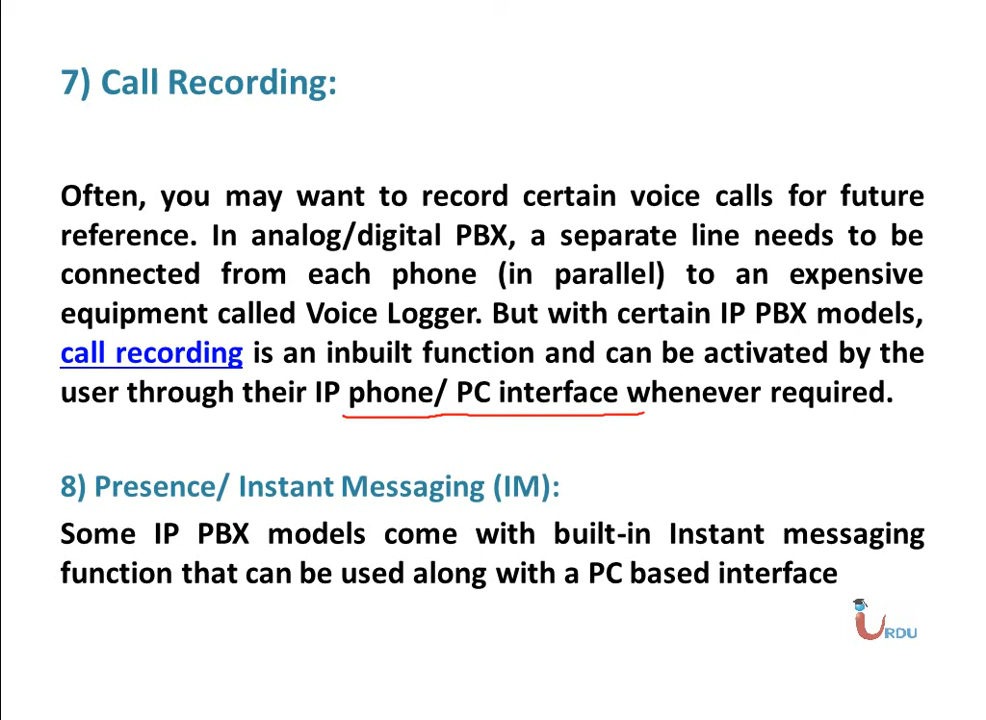 7) Call Recording:
Often, you may want to record certain voice calls for future
reference. In analog/digital PBX, a separate line needs to be
connected from each phone (in parallel) to an expensive
equipment called Voice Logger. But with certain IP PBX models,
call recording is an inbuilt function and can be activated by the
user through their IP phone/ PC interface whenever required.
8) Presence/ Instant Messaging (IM):
Some IP PBX models come with built-in Instant messaging
function that can be used along with a PC based interface
URDU